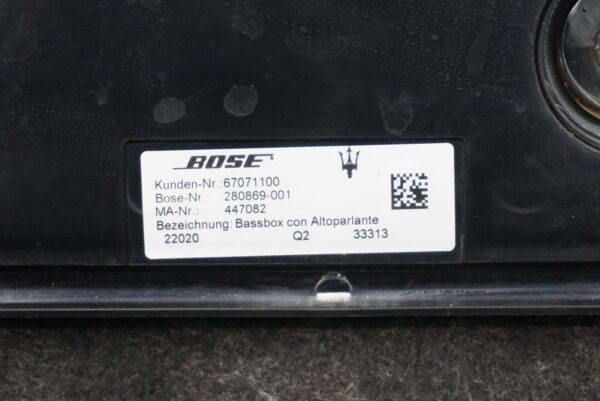 BOSE
Kunden-Nr.:67071100
Bose-Nr.: 280869-001
MA-Nr.: 447082
Bezeichnung: Bassbox con Altoparlante
22020 Q2 33313